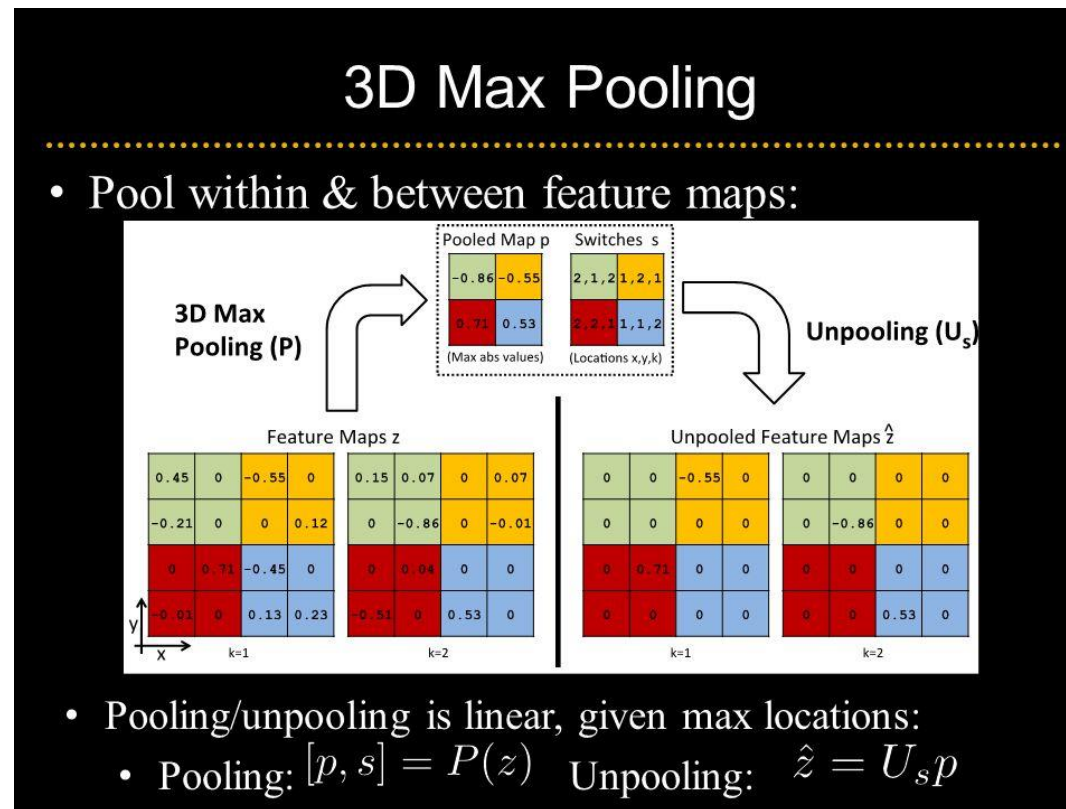 3D Max Pooling
• Pool within & between feature maps:
Pooled Map p Switches s
-0.86 -0.55 2,1,2 1,2,1
0.71 0.53 2,2,1 1,1,2
(Max abs values) (Locations x,y,k)
3D Max
Pooling (P)
Unpooling (Uₛ)
Feature Maps z
0.45 0 -0.55 0 0.15 0.07 0 0.07
-0.21 0 0 0.12 0 -0.86 0 -0.01
0 0.71 -0.45 0 0 0.04 0 0
-0.01 0 0.13 0.23 -0.51 0 0.53 0
y
x
k=1 k=2
Unpooled Feature Maps ẑ
0 0 -0.55 0 0 0 0 0
0 0 0 0 0 -0.86 0 0
0 0.71 0 0 0 0 0 0
0 0 0 0 0 0 0.53 0
k=1 k=2
• Pooling/unpooling is linear, given max locations:
• Pooling: [p, s] = P(z) Unpooling: ẑ = Uₛp